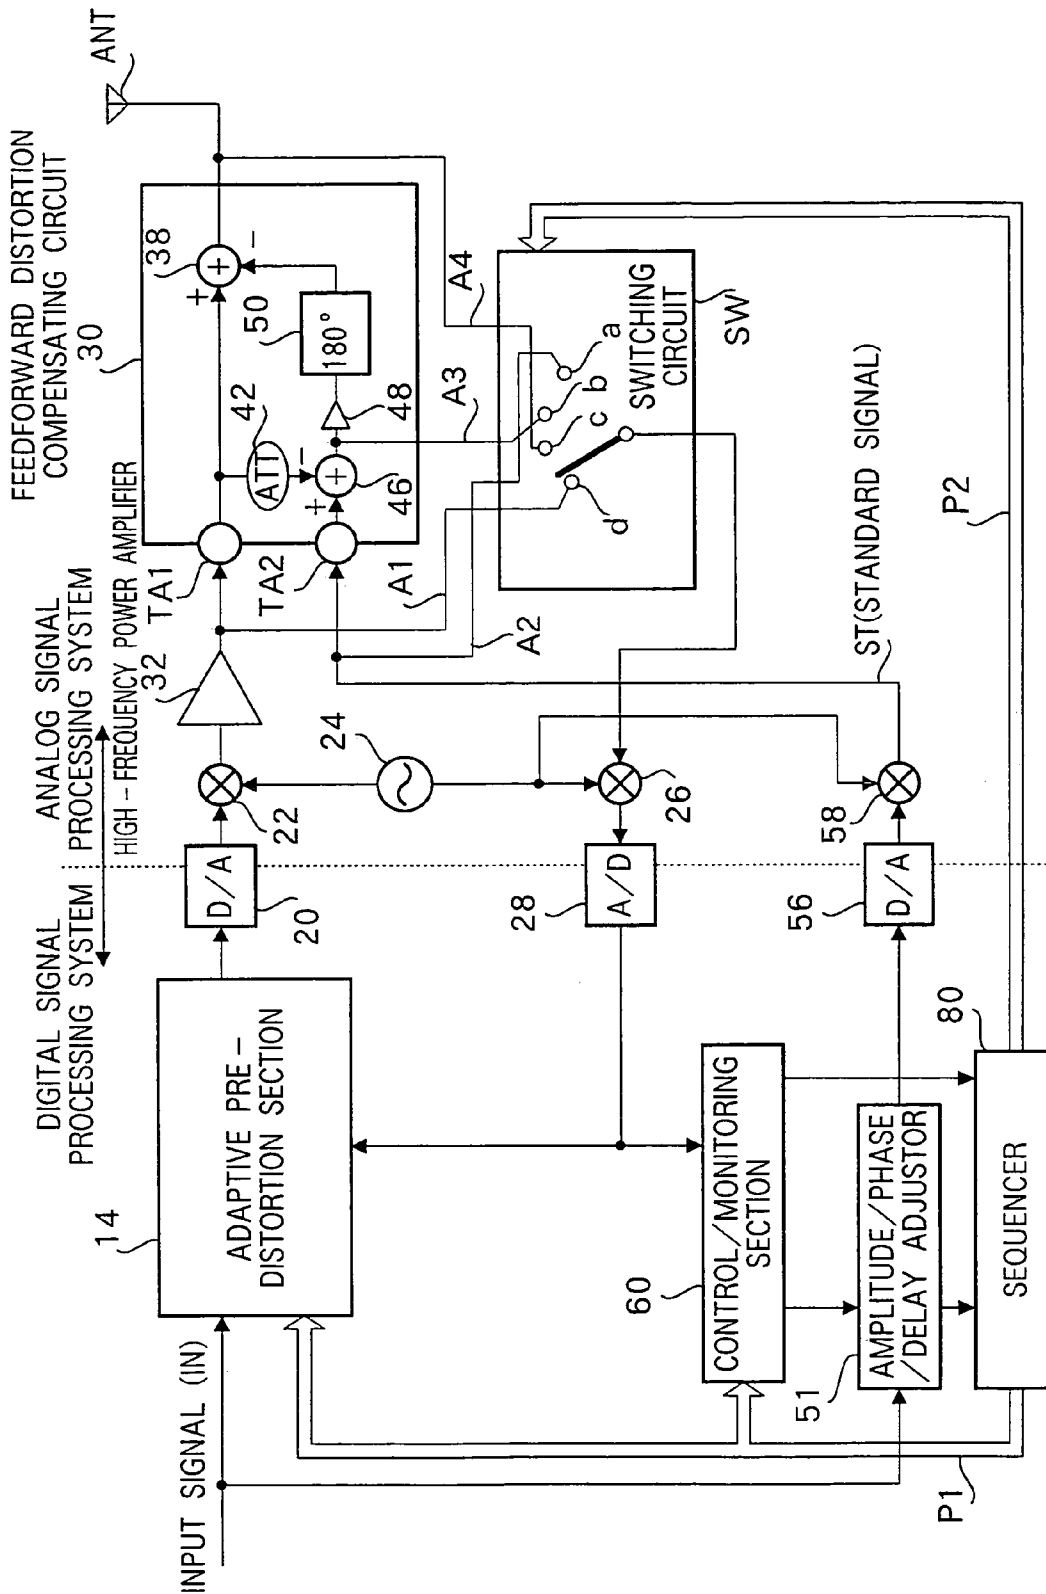 DIGITAL SIGNAL
PROCESSING SYSTEM
ANALOG SIGNAL
PROCESSING SYSTEM
HIGH-FREQUENCY POWER AMPLIFIER
FEEDFORWARD DISTORTION
COMPENSATING CIRCUIT
30
ANT
INPUT SIGNAL (IN)
14
ADAPTIVE PRE-
DISTORTION SECTION
D/A
20
22
32
TA1
38
+
+
-
42
ATT
50
180°
48
-
+
+
46
TA2
24
A1
A2
A3
A4
a
b
c
d
SWITCHING
CIRCUIT
SW
26
28
A/D
60
CONTROL/MONITORING
SECTION
56
D/A
58
ST(STANDARD SIGNAL)
51
AMPLITUDE/PHASE
/DELAY ADJUSTOR
80
SEQUENCER
P1
P2